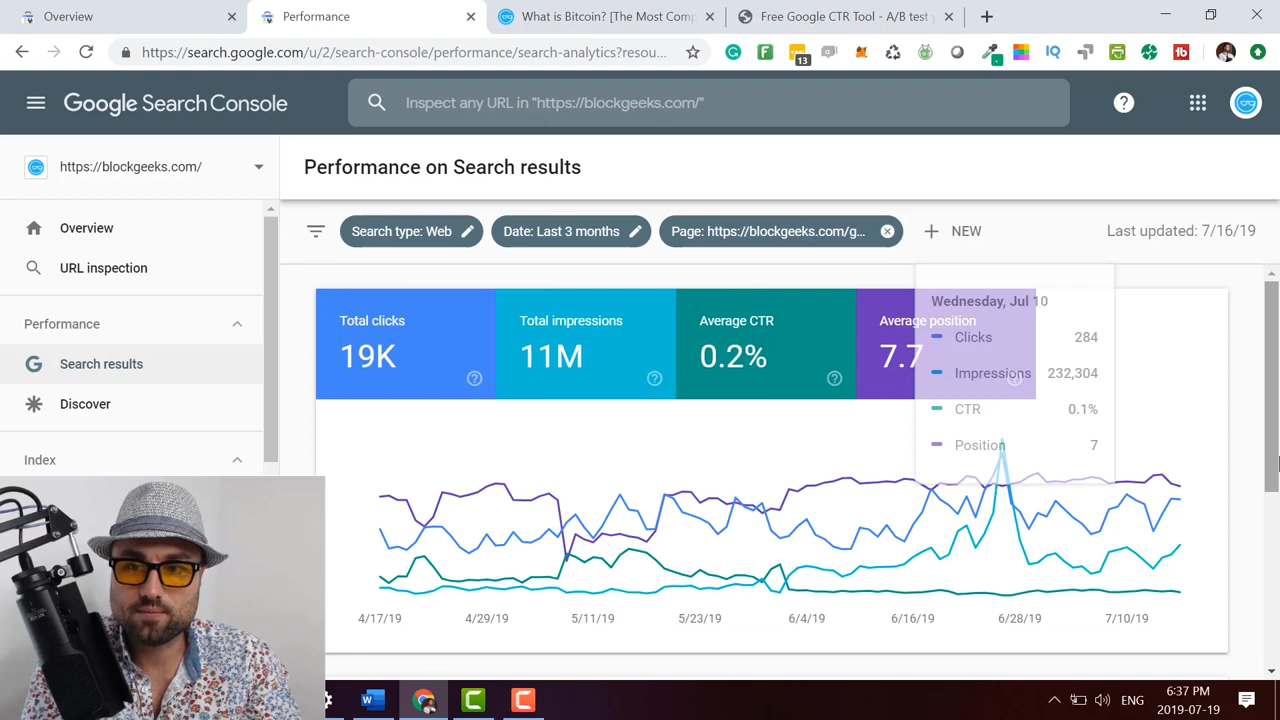 Overview
Performance
What is Bitcoin? [The Most Comp
Free Google CTR Tool - A/B test
https://search.google.com/u/2/search-console/performance/search-analytics?resou...
13
IQ
tb
Google Search Console
Inspect any URL in "https://blockgeeks.com/"
https://blockgeeks.com/
Performance on Search results
Overview
URL inspection
Performance
Search results
Discover
Index
Search type: Web
Date: Last 3 months
Page: https://blockgeeks.com/g...
NEW
Last updated: 7/16/19
Total clicks
19K
Total impressions
11M
Average CTR
0.2%
Average position
7.7
Wednesday, Jul 10
Clicks 284
Impressions 232,304
CTR 0.1%
Position 7
4/17/19 4/29/19 5/11/19 5/23/19 6/4/19 6/16/19 6/28/19 7/10/19
ENG
6:37 PM
2019-07-19